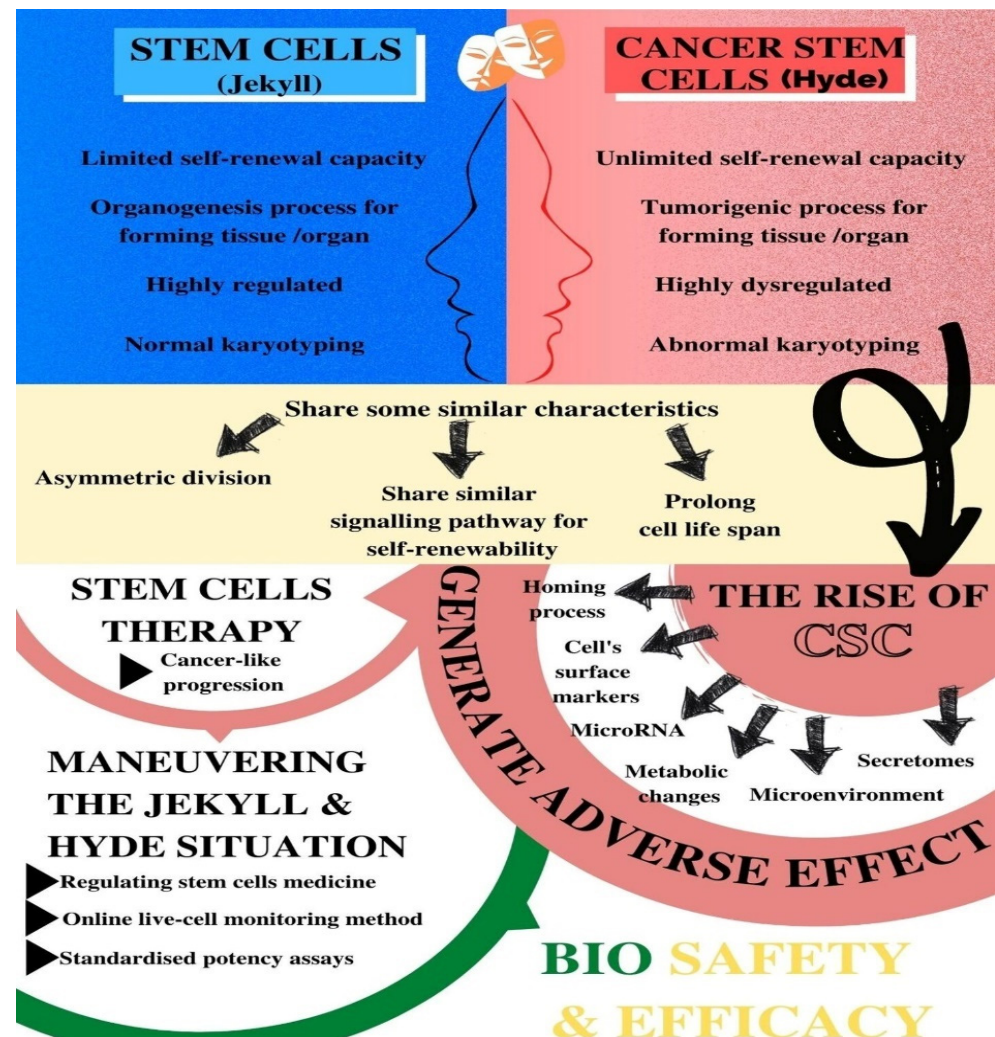 STEM CELLS
(Jekyll)
Limited self-renewal capacity
Organogenesis process for
forming tissue /organ
Highly regulated
Normal karyotyping
CANCER STEM
CELLS (Hyde)
Unlimited self-renewal capacity
Tumorigenic process for
forming tissue /organ
Highly dysregulated
Abnormal karyotyping
Share some similar characteristics
Asymmetric division
Share similar
signalling pathway for
self-renewability
Prolong
cell life span
THE RISE OF
CSC
Homing
process
Cell's
surface
markers
MicroRNA
Metabolic
changes
Microenvironment
Secretomes
GENERATE ADVERSE EFFECT
STEM CELLS
THERAPY
Cancer-like
progression
MANEUVERING
THE JEKYLL &
HYDE SITUATION
Regulating stem cells medicine
Online live-cell monitoring method
Standardised potency assays
BIO SAFETY
& EFFICACY